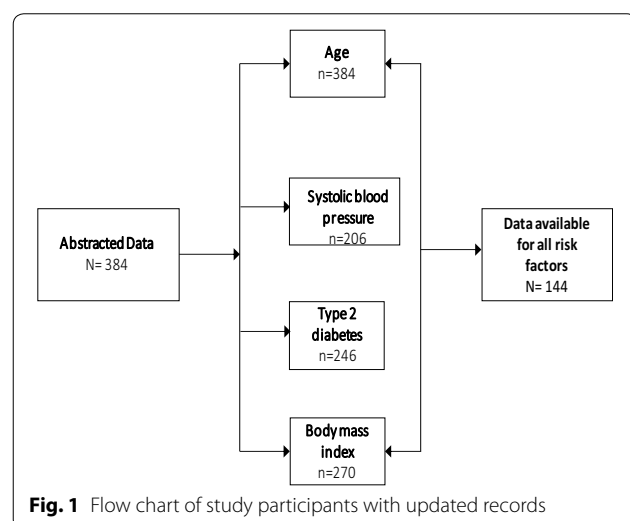 Age
n=384
Systolic blood
pressure
n=206
Abstracted Data
N= 384
Data available
for all risk
factors
N= 144
Type 2
diabetes
n=246
Body mass
index
n=270
Fig. 1 Flow chart of study participants with updated records